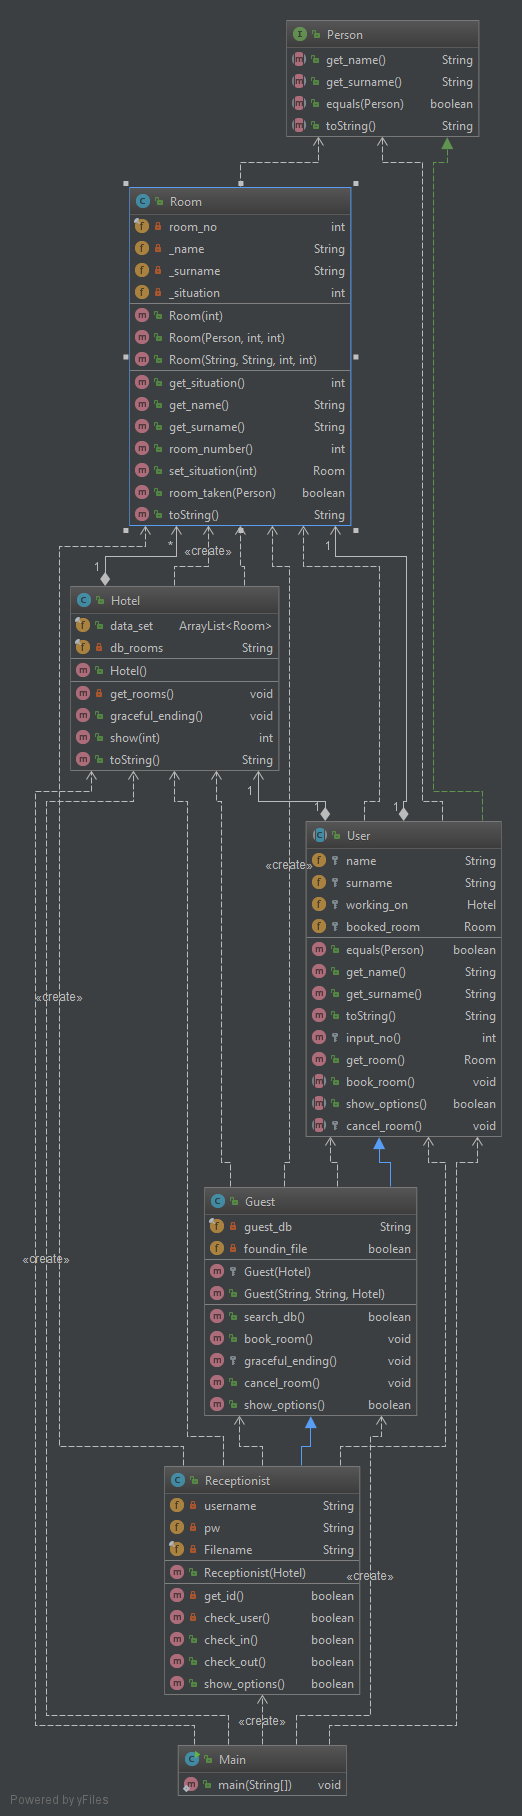 Person
get_name() String
get_surname() String
equals(Person) boolean
toString() String
Room
room_no int
_name String
_surname String
_situation int
Room(int)
Room(Person, int, int)
Room(String, String, int, int)
get_situation() int
get_name() String
get_surname() String
room_number() int
set_situation(int) Room
room_taken(Person) boolean
toString() String
* «create» 1
1
Hotel
data_set ArrayList<Room>
db_rooms String
Hotel()
get_rooms() void
graceful_ending() void
show(int) int
toString() String
1 1 1
User
«create»
name String
surname String
working_on Hotel
booked_room Room
equals(Person) boolean
get_name() String
get_surname() String
«create»
toString() String
input_no() int
get_room() Room
book_room() void
show_options() boolean
cancel_room() void
Guest
guest_db String
foundin_file boolean
«create»
Guest(Hotel)
Guest(String, String, Hotel)
search_db() boolean
book_room() void
graceful_ending() void
cancel_room() void
show_options() boolean
Receptionist
username String
pw String
Filename String
Receptionist(Hotel)
«create»
get_id() boolean
check_user() boolean
check_in() boolean
check_out() boolean
show_options() boolean
«create»
Main
main(String[]) void
Powered by yFiles